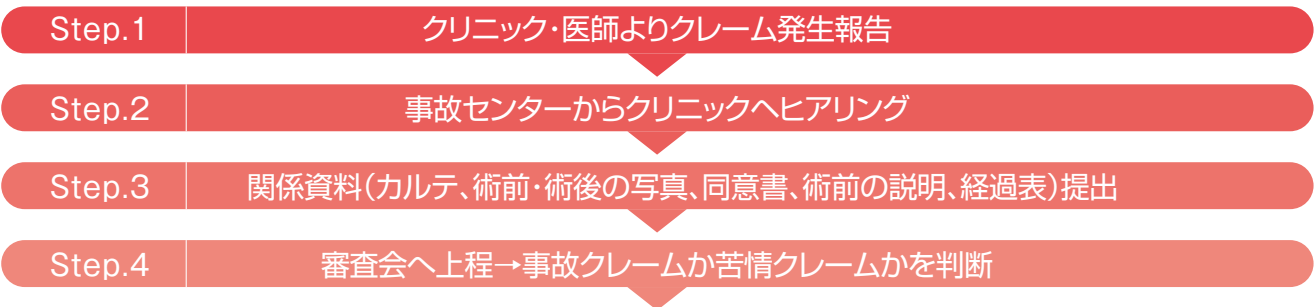 Step.1 クリニック・医師よりクレーム発生報告
Step.2 事故センターからクリニックへヒアリング
Step.3 関係資料(カルテ、術前・術後の写真、同意書、術前の説明、経過表)提出
Step.4 審査会へ上程→事故クレームか苦情クレームかを判断